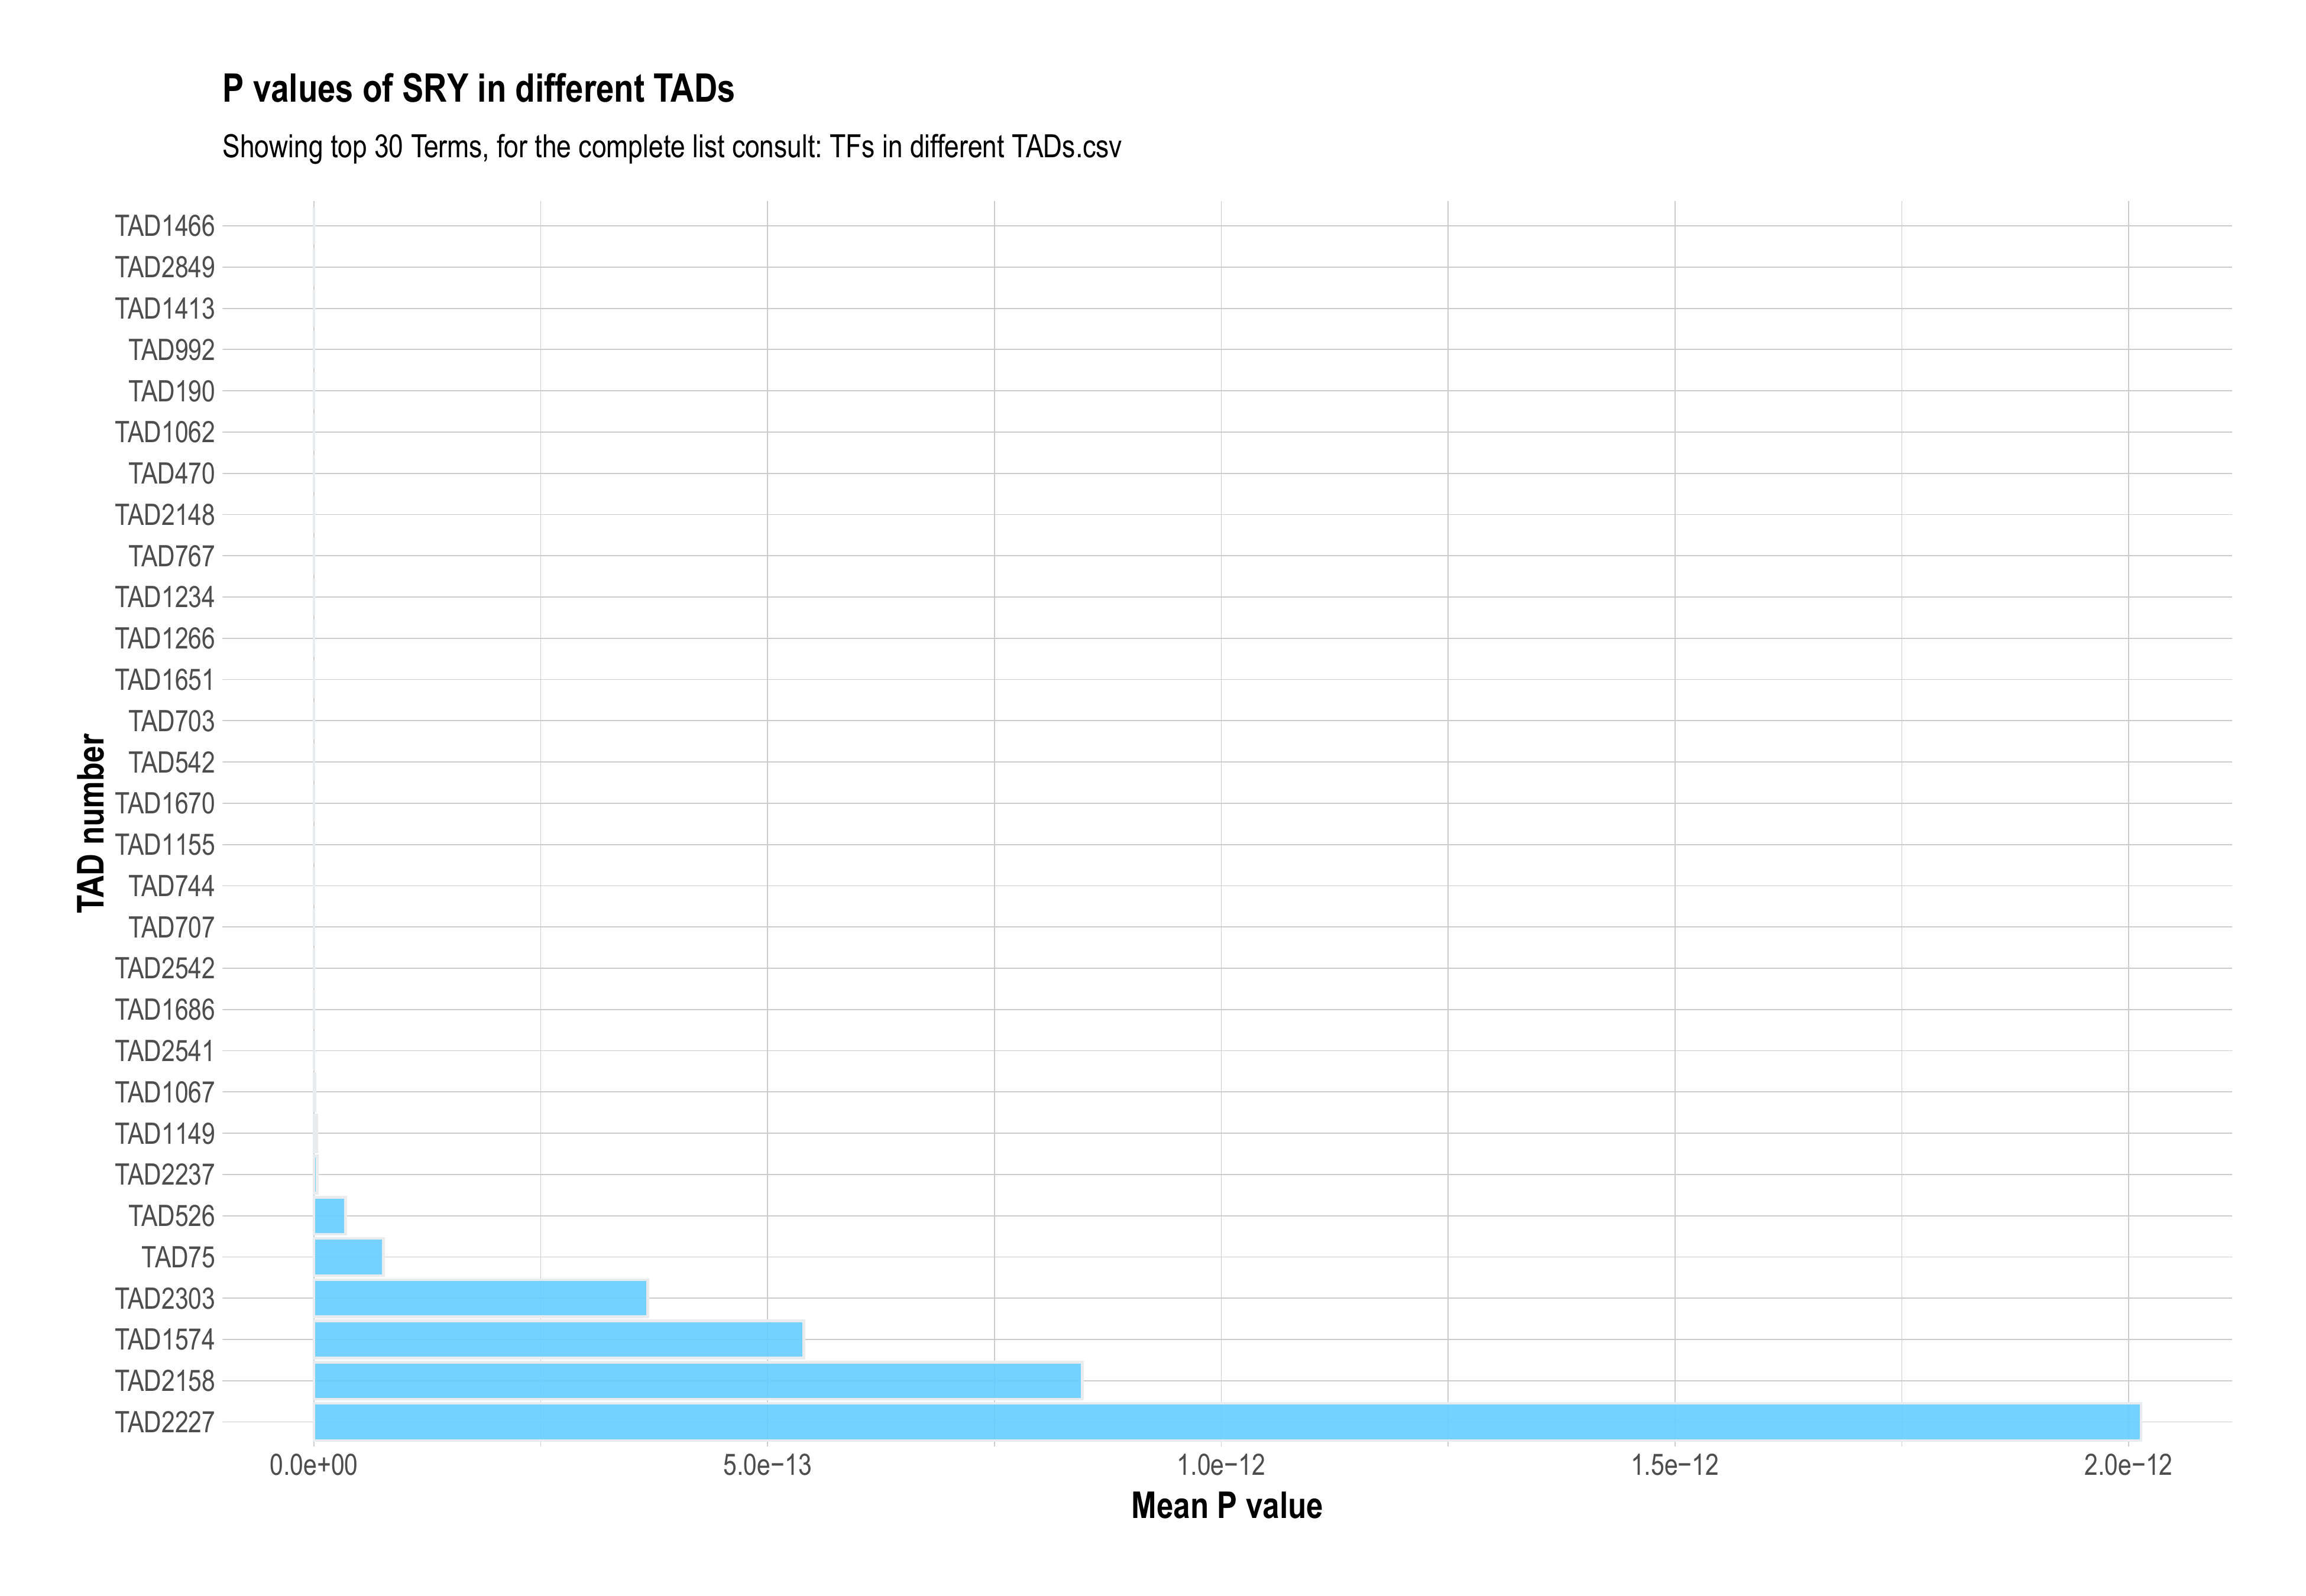 P values of SRY in different TADs
Showing top 30 Terms, for the complete list consult: TFs in different TADs.csv
TAD number
TAD1466
TAD2849
TAD1413
TAD992
TAD190
TAD1062
TAD470
TAD2148
TAD767
TAD1234
TAD1266
TAD1651
TAD703
TAD542
TAD1670
TAD1155
TAD744
TAD707
TAD2542
TAD1686
TAD2541
TAD1067
TAD1149
TAD2237
TAD526
TAD75
TAD2303
TAD1574
TAD2158
TAD2227
0.0e+00 5.0e−13 1.0e−12 1.5e−12 2.0e−12
Mean P value